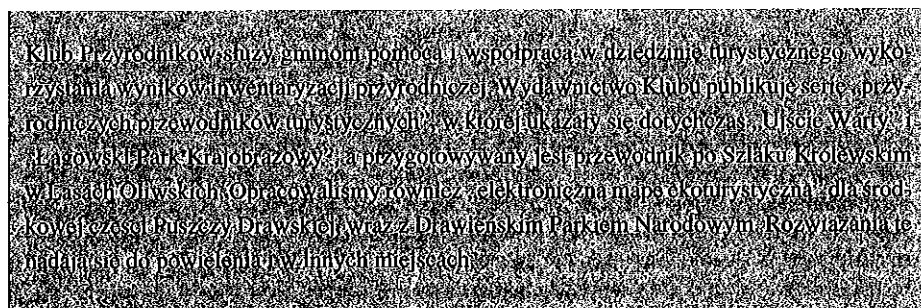 Klub Przyrodników służy gminom pomocą i współpracą w dziedzinie turystycznego wyko-
rzystania wyników inwentaryzacji przyrodniczej. Wydawnictwo Klubu publikuje serię „przy-
rodniczych przewodników turystycznych”, w której ukazały się dotychczas „Ujście Warty” i
„Łagowski Park Krajobrazowy”, a przygotowywany jest przewodnik po Szlaku Królewskim
w Lasach Oliwskich. Opracowaliśmy również „elektroniczną mapę ekoturystyczną” dla środ-
kowej części Puszczy Drawskiej, wraz z Drawieńskim Parkiem Narodowym. Rozwiązania te
nadają się do powielenia i w innych miejscach.